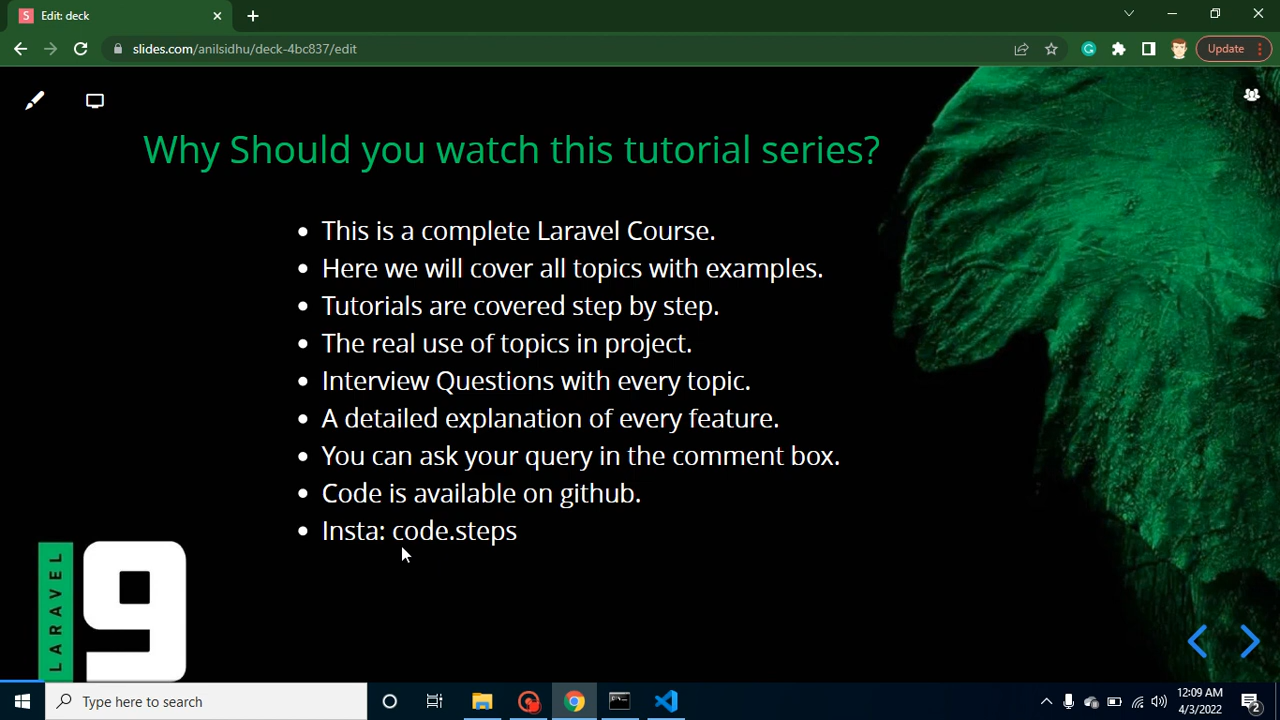 Edit: deck
slides.com/anilsidhu/deck-4bc837/edit
Update
Why Should you watch this tutorial series?
This is a complete Laravel Course.
Here we will cover all topics with examples.
Tutorials are covered step by step.
The real use of topics in project.
Interview Questions with every topic.
A detailed explanation of every feature.
You can ask your query in the comment box.
Code is available on github.
Insta: code.steps
LARAVEL
9
Type here to search
12:09 AM
4/3/2022
2